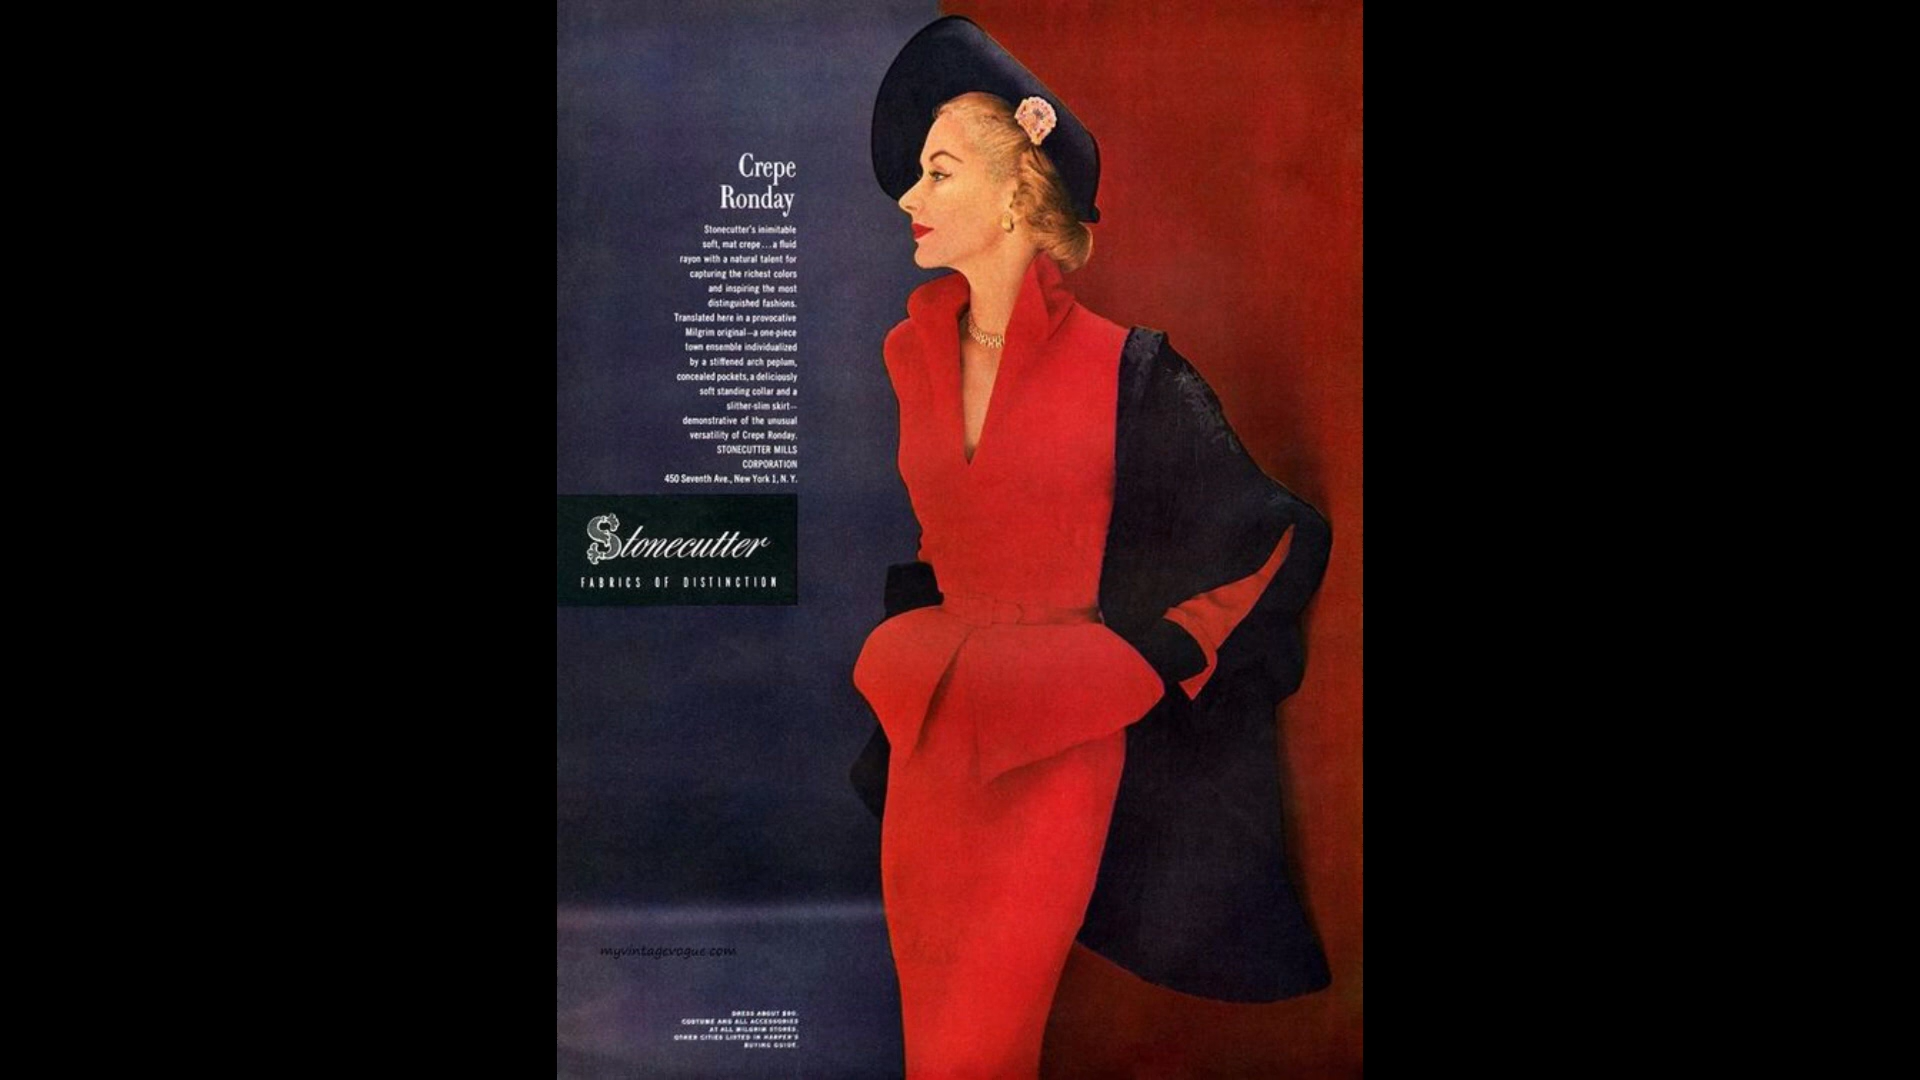 Crepe
Ronday
Stonecutter's inimitable
soft, mat crepe...a fluid
rayon with a natural talent for
capturing the richest colors
and inspiring the most
distinguished fashions.
Translated here in a provocative
Milgrim original—a one-piece
town ensemble individualized
by a stiffened arch peplum,
concealed pockets, a deliciously
soft standing collar and a
slither-slim skirt—
demonstrative of the unusual
versatility of Crepe Ronday.
STONECUTTER MILLS
CORPORATION
450 Seventh Ave., New York 1, N. Y.
Stonecutter
FABRICS OF DISTINCTION
myvintagevogue.com
DRESS ABOUT
COSTUME AND ALL ACCESSORIES
AT ALL MILGRIM STORES.
OTHER CITIES LISTED IN HARPER'S
BUYING GUIDE.